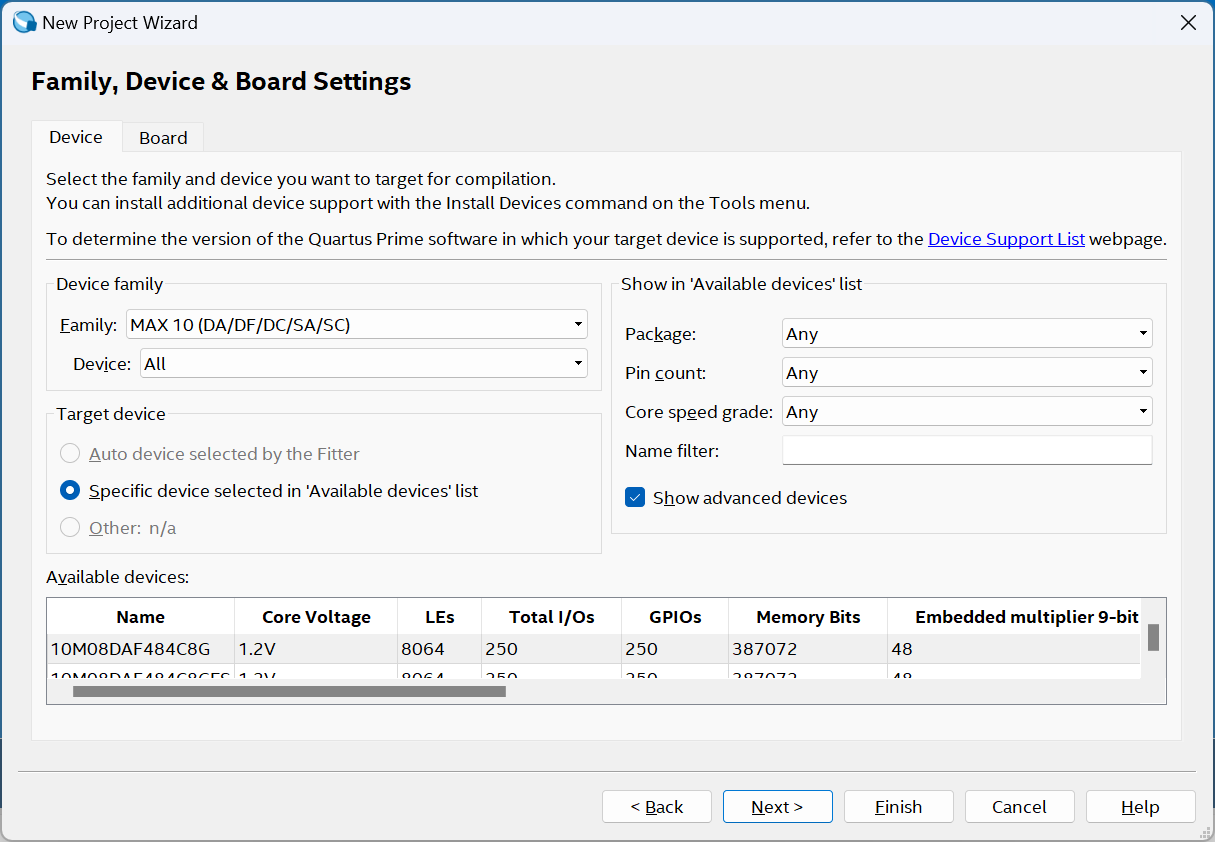 New Project Wizard
Family, Device & Board Settings
Device Board
Select the family and device you want to target for compilation.
You can install additional device support with the Install Devices command on the Tools menu.
To determine the version of the Quartus Prime software in which your target device is supported, refer to the Device Support List webpage.
Device family
Family: MAX 10 (DA/DF/DC/SA/SC)
Device: All
Target device
Auto device selected by the Fitter
Specific device selected in 'Available devices' list
Other: n/a
Show in 'Available devices' list
Package: Any
Pin count: Any
Core speed grade: Any
Name filter:
Show advanced devices
Available devices:
Name Core Voltage LEs Total I/Os GPIOs Memory Bits Embedded multiplier 9-bit
10M08DAF484C8G 1.2V 8064 250 250 387072 48
10M08DAF484C8GES 1.2V 8064 250 250 387072 48
< Back Next > Finish Cancel Help